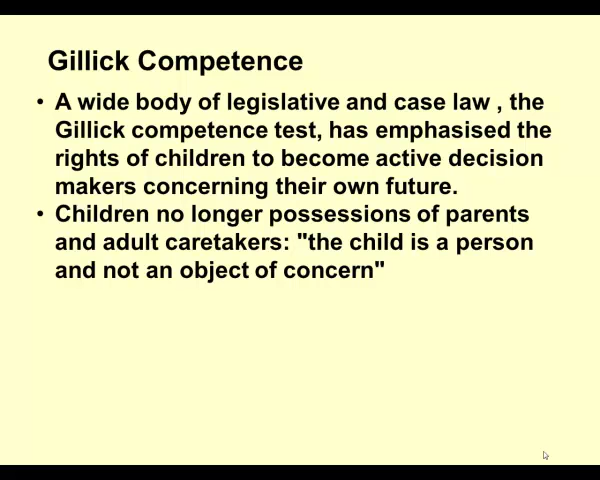 Gillick Competence
• A wide body of legislative and case law , the
Gillick competence test, has emphasised the
rights of children to become active decision
makers concerning their own future.
• Children no longer possessions of parents
and adult caretakers: "the child is a person
and not an object of concern"